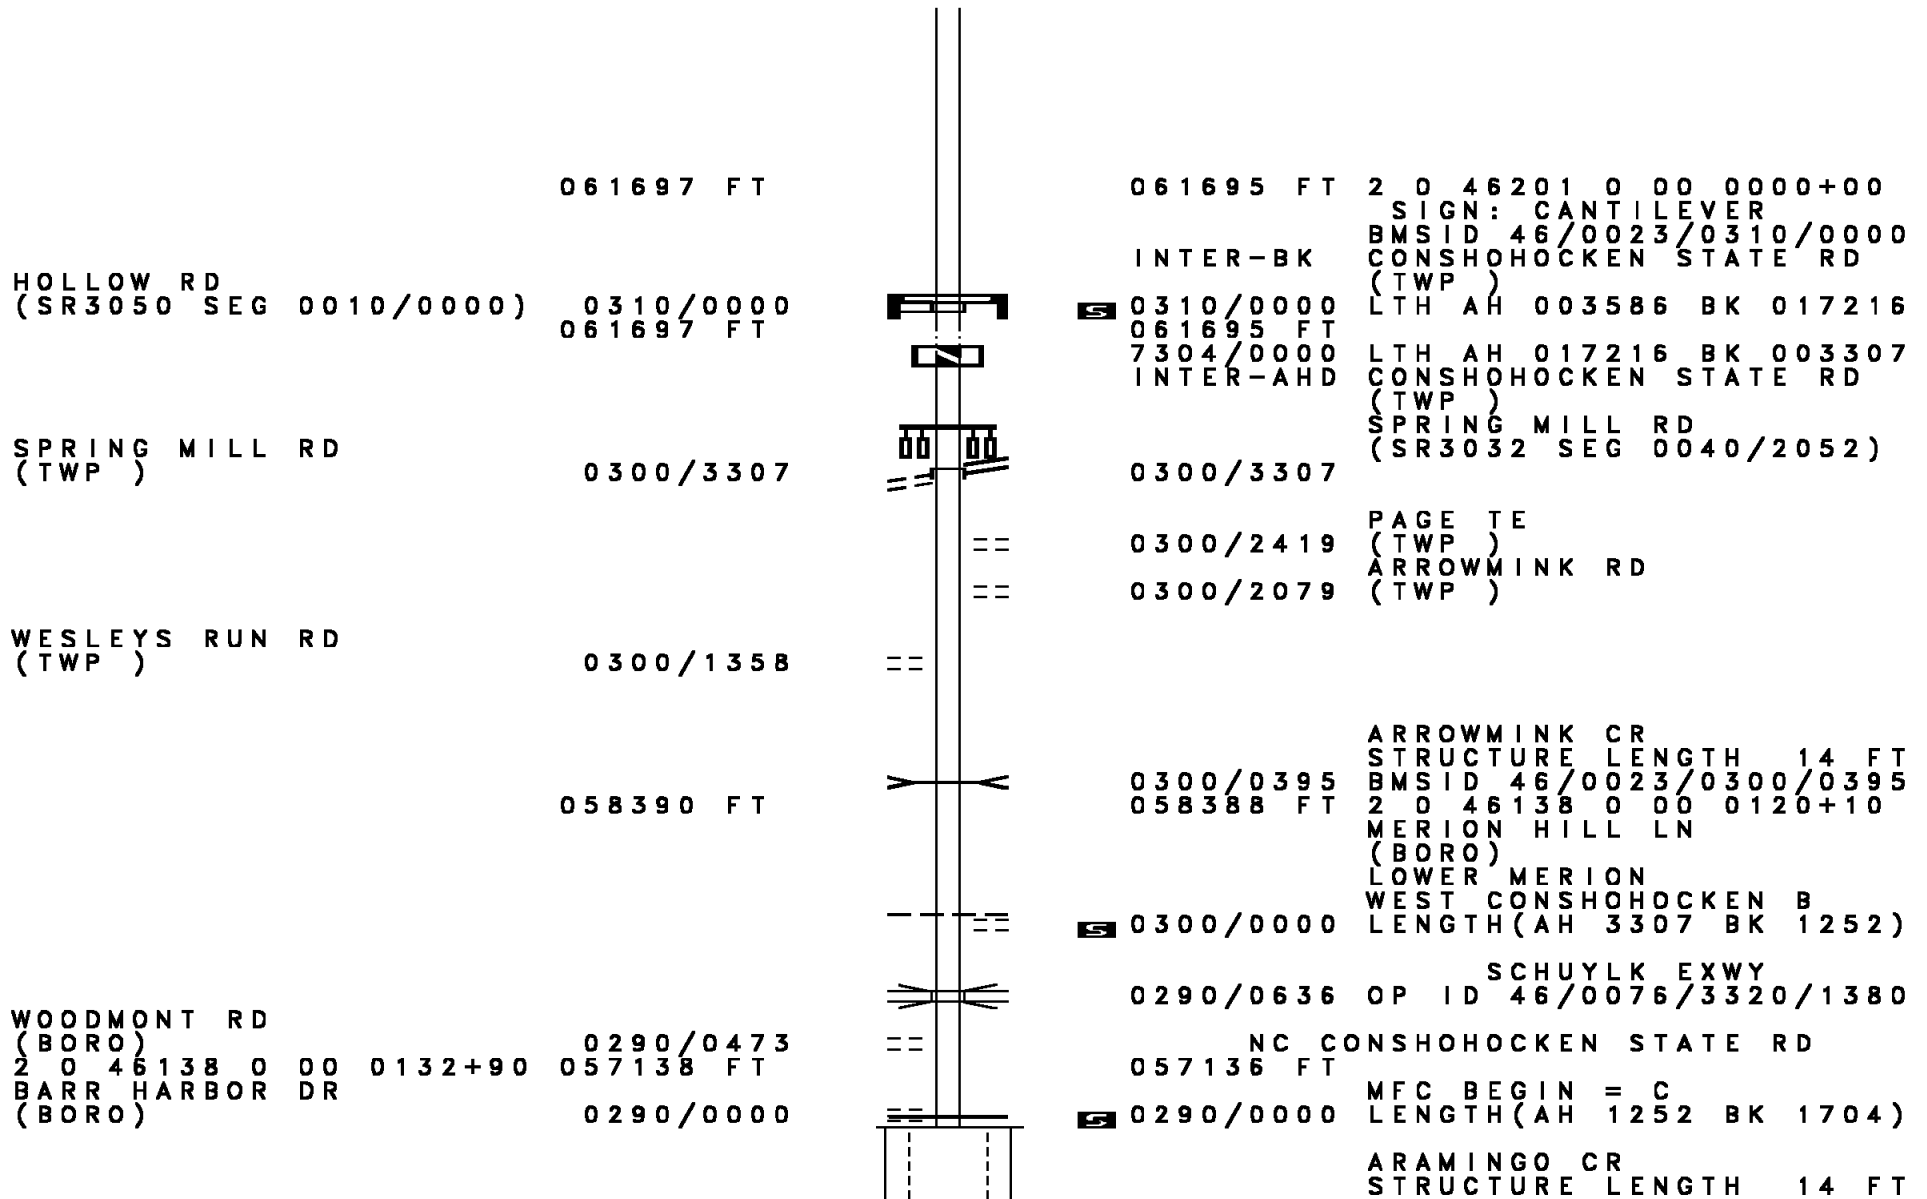 061697 FT 061695 FT 2 0 46201 0 00 0000+00
SIGN: CANTILEVER
BMSID 46/0023/0310/0000
INTER-BK CONSHOHOCKEN STATE RD
HOLLOW RD (TWP )
(SR3050 SEG 0010/0000) 0310/0000 S 0310/0000 LTH AH 003586 BK 017216
061697 FT 061695 FT
7304/0000 LTH AH 017216 BK 003307
INTER-AHD CONSHOHOCKEN STATE RD
(TWP )
SPRING MILL RD
SPRING MILL RD (SR3032 SEG 0040/2052)
(TWP ) 0300/3307 0300/3307
PAGE TE
0300/2419 (TWP )
ARROWMINK RD
0300/2079 (TWP )
WESLEYS RUN RD
(TWP ) 0300/1358
ARROWMINK CR
STRUCTURE LENGTH 14 FT
0300/0395 BMSID 46/0023/0300/0395
058390 FT 058388 FT 2 0 46138 0 00 0120+10
MERION HILL LN
(BORO)
LOWER MERION
WEST CONSHOHOCKEN B
S 0300/0000 LENGTH(AH 3307 BK 1252)
SCHUYLK EXWY
0290/0636 OP ID 46/0076/3320/1380
WOODMONT RD
(BORO) 0290/0473 NC CONSHOHOCKEN STATE RD
2 0 46138 0 00 0132+90 057138 FT 057136 FT
BARR HARBOR DR MFC BEGIN = C
(BORO) 0290/0000 S 0290/0000 LENGTH(AH 1252 BK 1704)
ARAMINGO CR
STRUCTURE LENGTH 14 FT